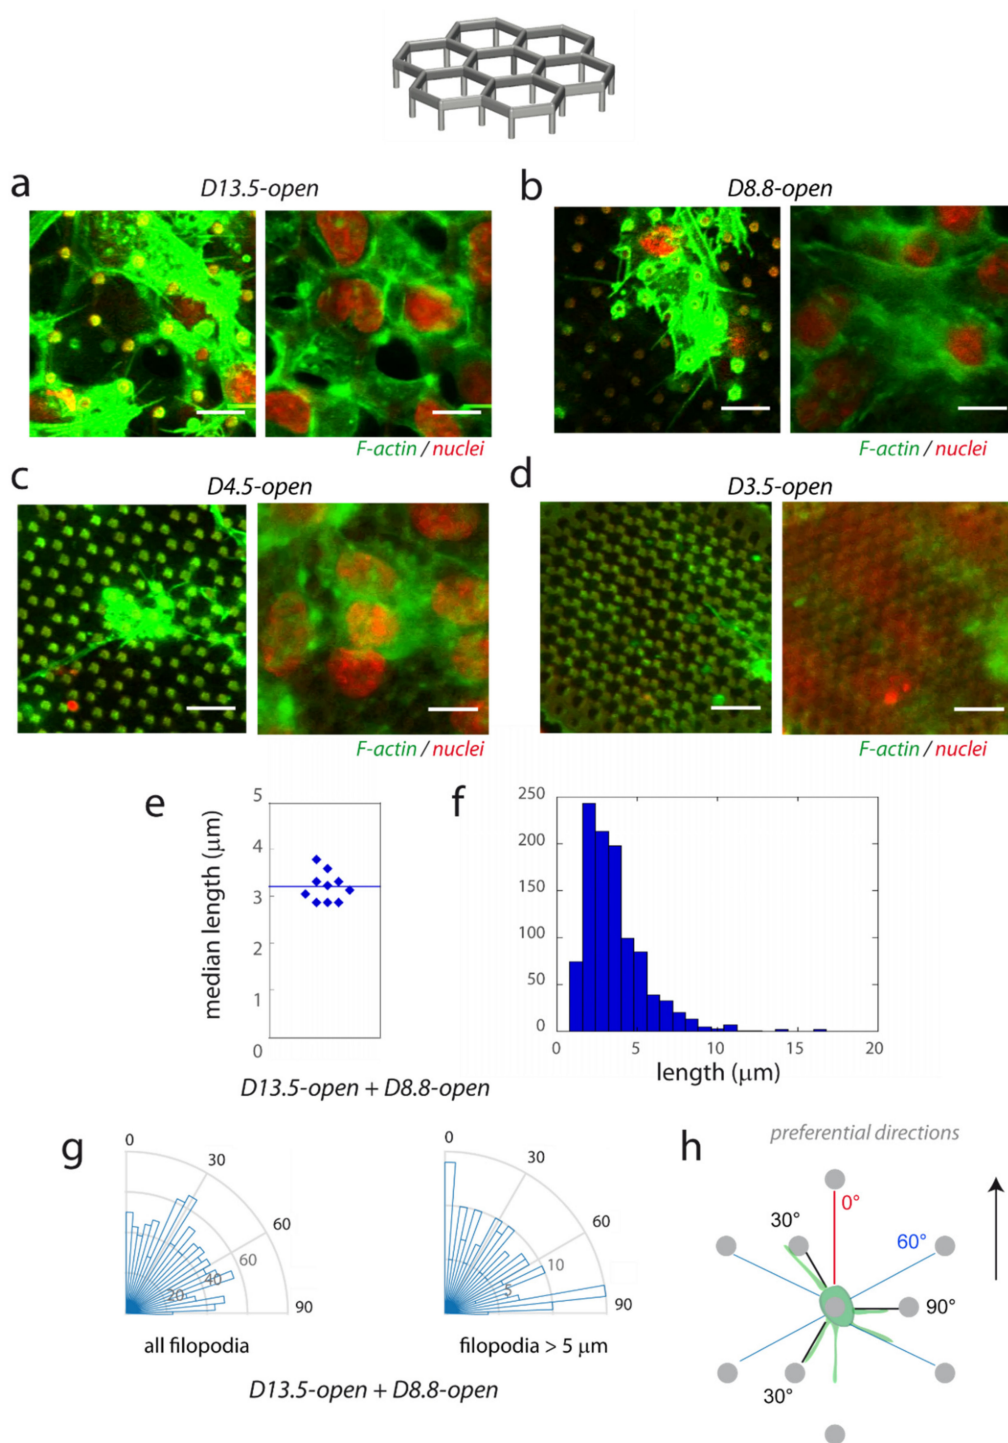 a
D13.5-open
b
D8.8-open
F-actin / nuclei
F-actin / nuclei
c
D4.5-open
d
D3.5-open
F-actin / nuclei
F-actin / nuclei
e
median length (μm)
5
4
3
2
1
0
D13.5-open + D8.8-open
f
250
200
150
100
50
0
0 5 10 15 20
length (μm)
g
0
30
60
90
20
40
60
all filopodia
0
30
60
90
5
10
filopodia > 5 μm
D13.5-open + D8.8-open
h
preferential directions
0°
30°
60°
90°
30°